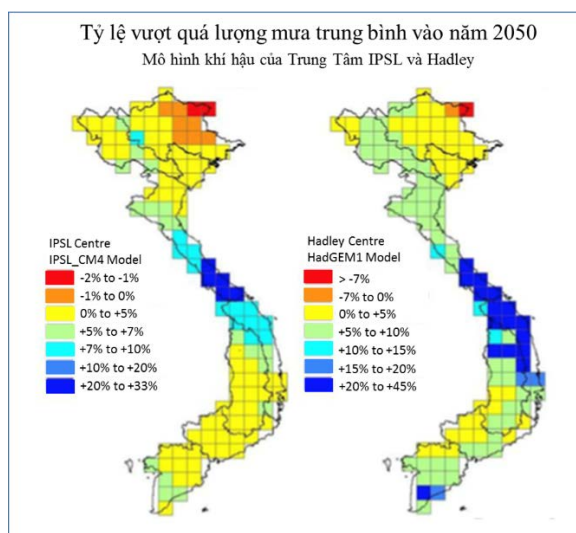 Tỷ lệ vượt quá lượng mưa trung bình vào năm 2050
Mô hình khí hậu của Trung Tâm IPSL và Hadley
IPSL Centre
IPSL_CM4 Model
-2% to -1%
-1% to 0%
0% to +5%
+5% to +7%
+7% to +10%
+10% to +20%
+20% to +33%
Hadley Centre
HadGEM1 Model
> -7%
-7% to 0%
0% to +5%
+5% to +10%
+10% to +15%
+15% to +20%
+20% to +45%